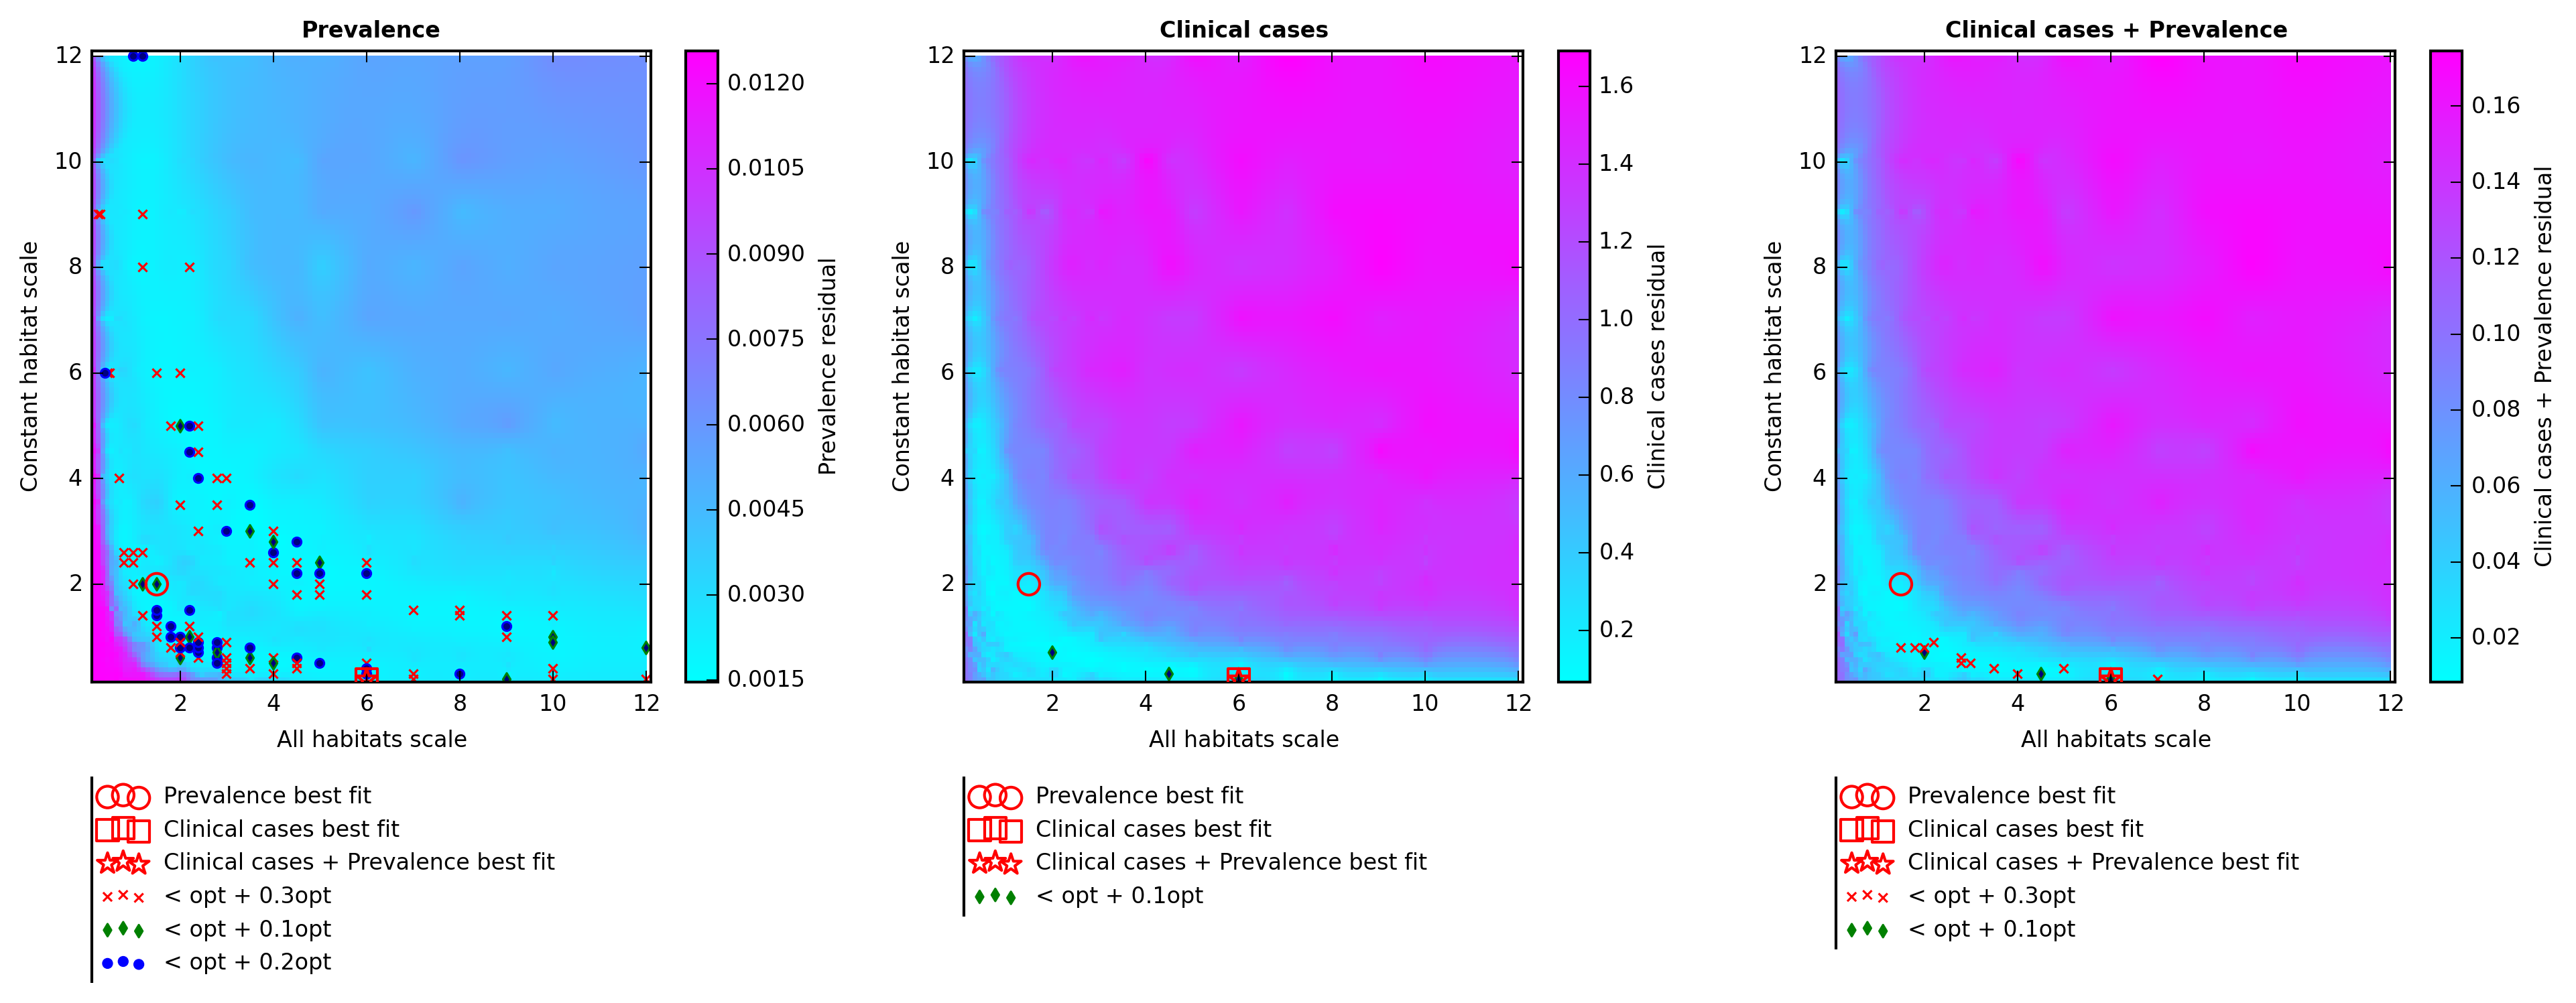 Prevalence
12
10
8
6
4
2
2 4 6 8 10 12
Constant habitat scale
All habitats scale
0.0120
0.0105
0.0090
0.0075
0.0060
0.0045
0.0030
0.0015
Prevalence residual
Prevalence best fit
Clinical cases best fit
Clinical cases + Prevalence best fit
< opt + 0.3opt
< opt + 0.1opt
< opt + 0.2opt
Clinical cases
12
10
8
6
4
2
2 4 6 8 10 12
Constant habitat scale
All habitats scale
1.6
1.4
1.2
1.0
0.8
0.6
0.4
0.2
Clinical cases residual
Prevalence best fit
Clinical cases best fit
Clinical cases + Prevalence best fit
< opt + 0.1opt
Clinical cases + Prevalence
12
10
8
6
4
2
2 4 6 8 10 12
Constant habitat scale
All habitats scale
0.16
0.14
0.12
0.10
0.08
0.06
0.04
0.02
Clinical cases + Prevalence residual
Prevalence best fit
Clinical cases best fit
Clinical cases + Prevalence best fit
< opt + 0.3opt
< opt + 0.1opt